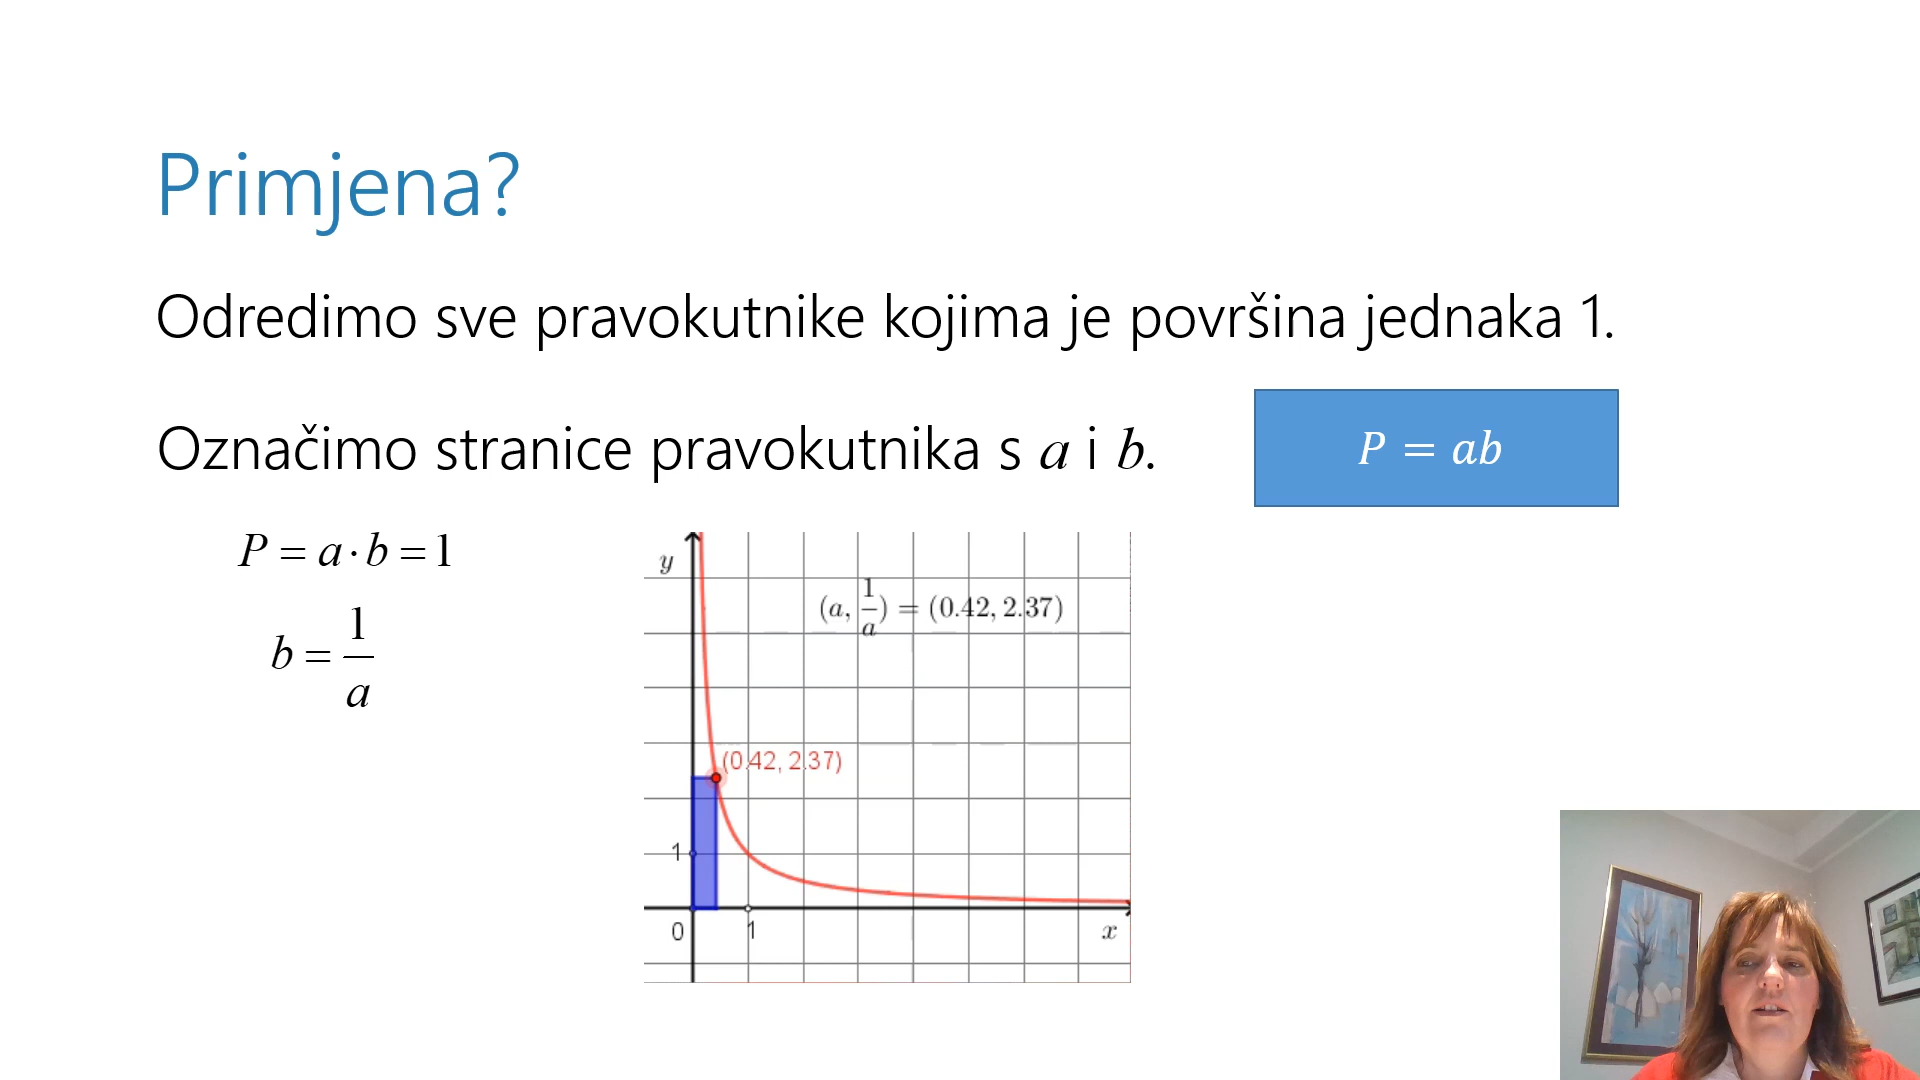 Primjena?
Odredimo sve pravokutnike kojima je površina jednaka 1.
Označimo stranice pravokutnika s a i b.
P = ab
P = a · b = 1
b = 1/a
y
(a, 1/a) = (0.42, 2.37)
(0.42, 2.37)
1
0
1
x